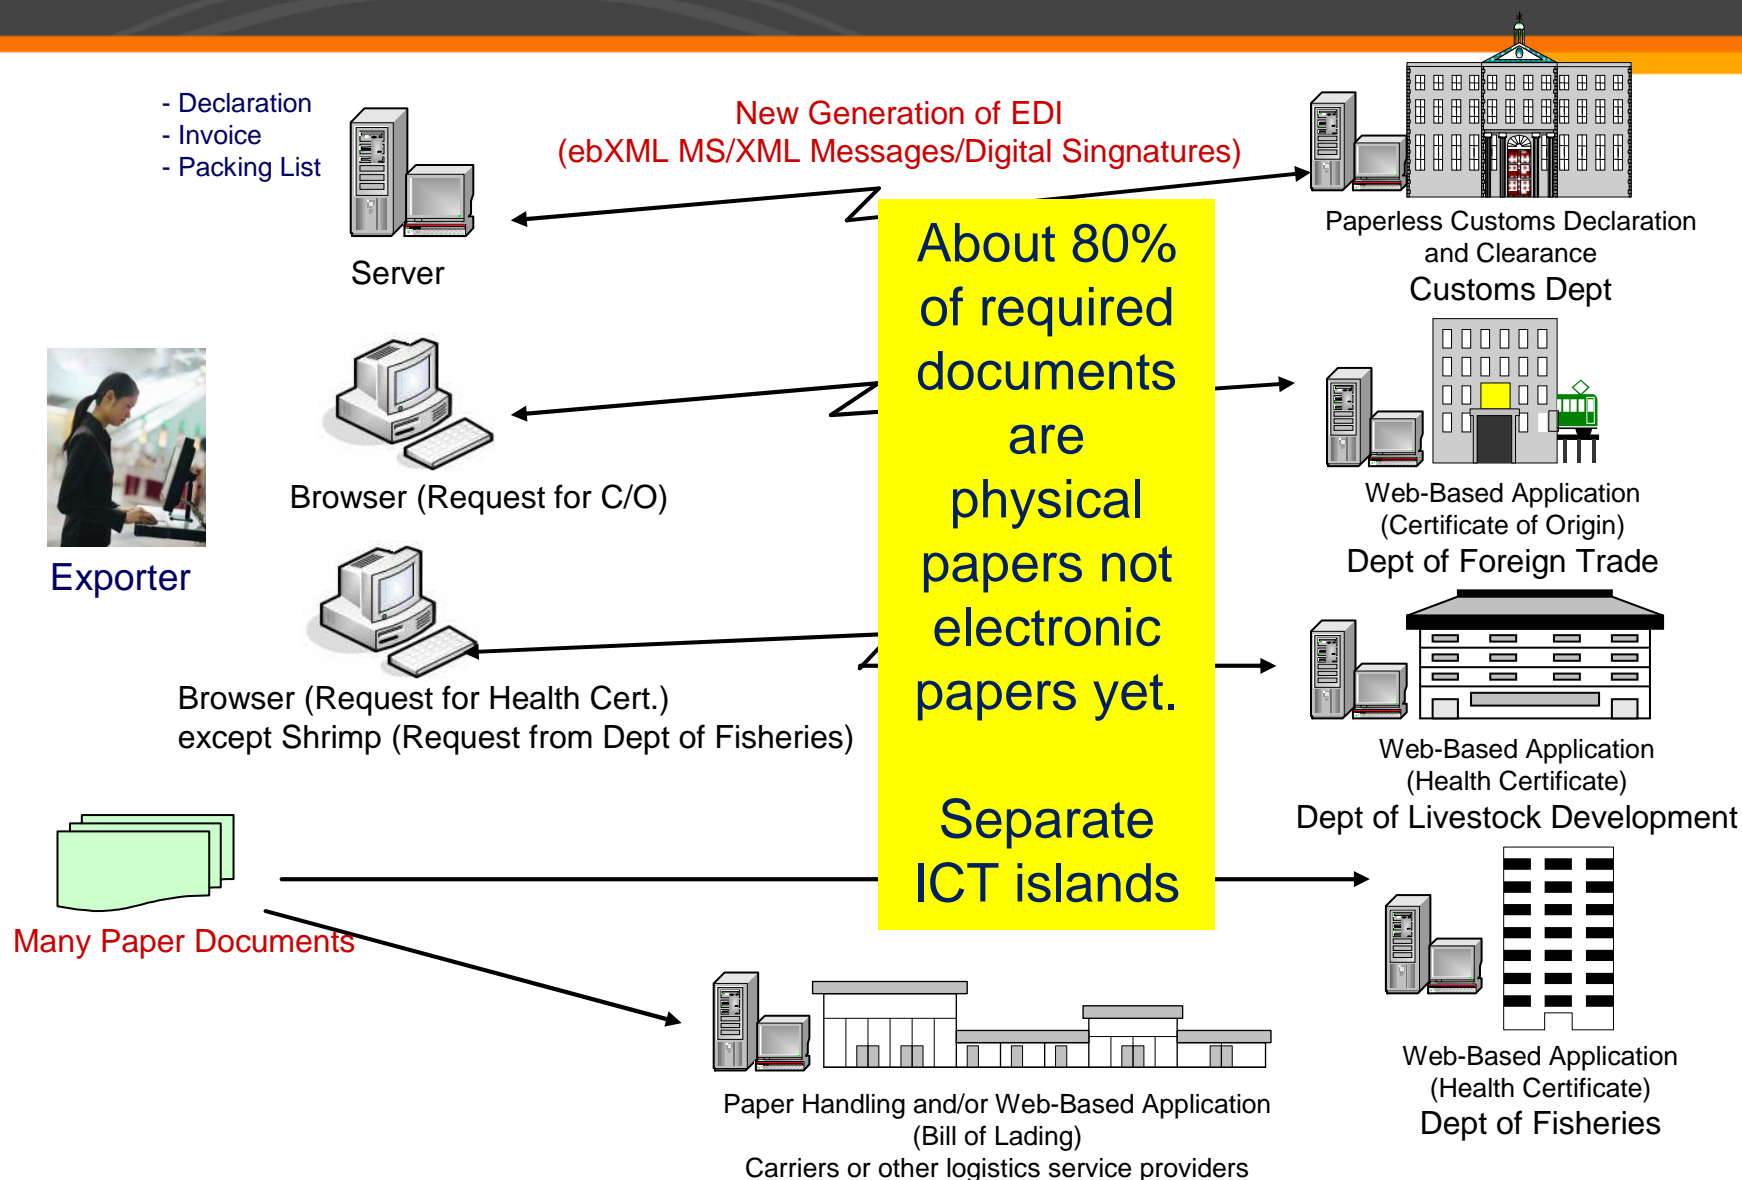 - Declaration
- Invoice
- Packing List
Server
New Generation of EDI
(ebXML MS/XML Messages/Digital Singnatures)
Paperless Customs Declaration
and Clearance
Customs Dept
Browser (Request for C/O)
Web-Based Application
(Certificate of Origin)
Dept of Foreign Trade
Exporter
Browser (Request for Health Cert.)
except Shrimp (Request from Dept of Fisheries)
About 80%
of required
documents
are
physical
papers not
electronic
papers yet.
Separate
ICT islands
Web-Based Application
(Health Certificate)
Dept of Livestock Development
Many Paper Documents
Web-Based Application
(Health Certificate)
Dept of Fisheries
Paper Handling and/or Web-Based Application
(Bill of Lading)
Carriers or other logistics service providers